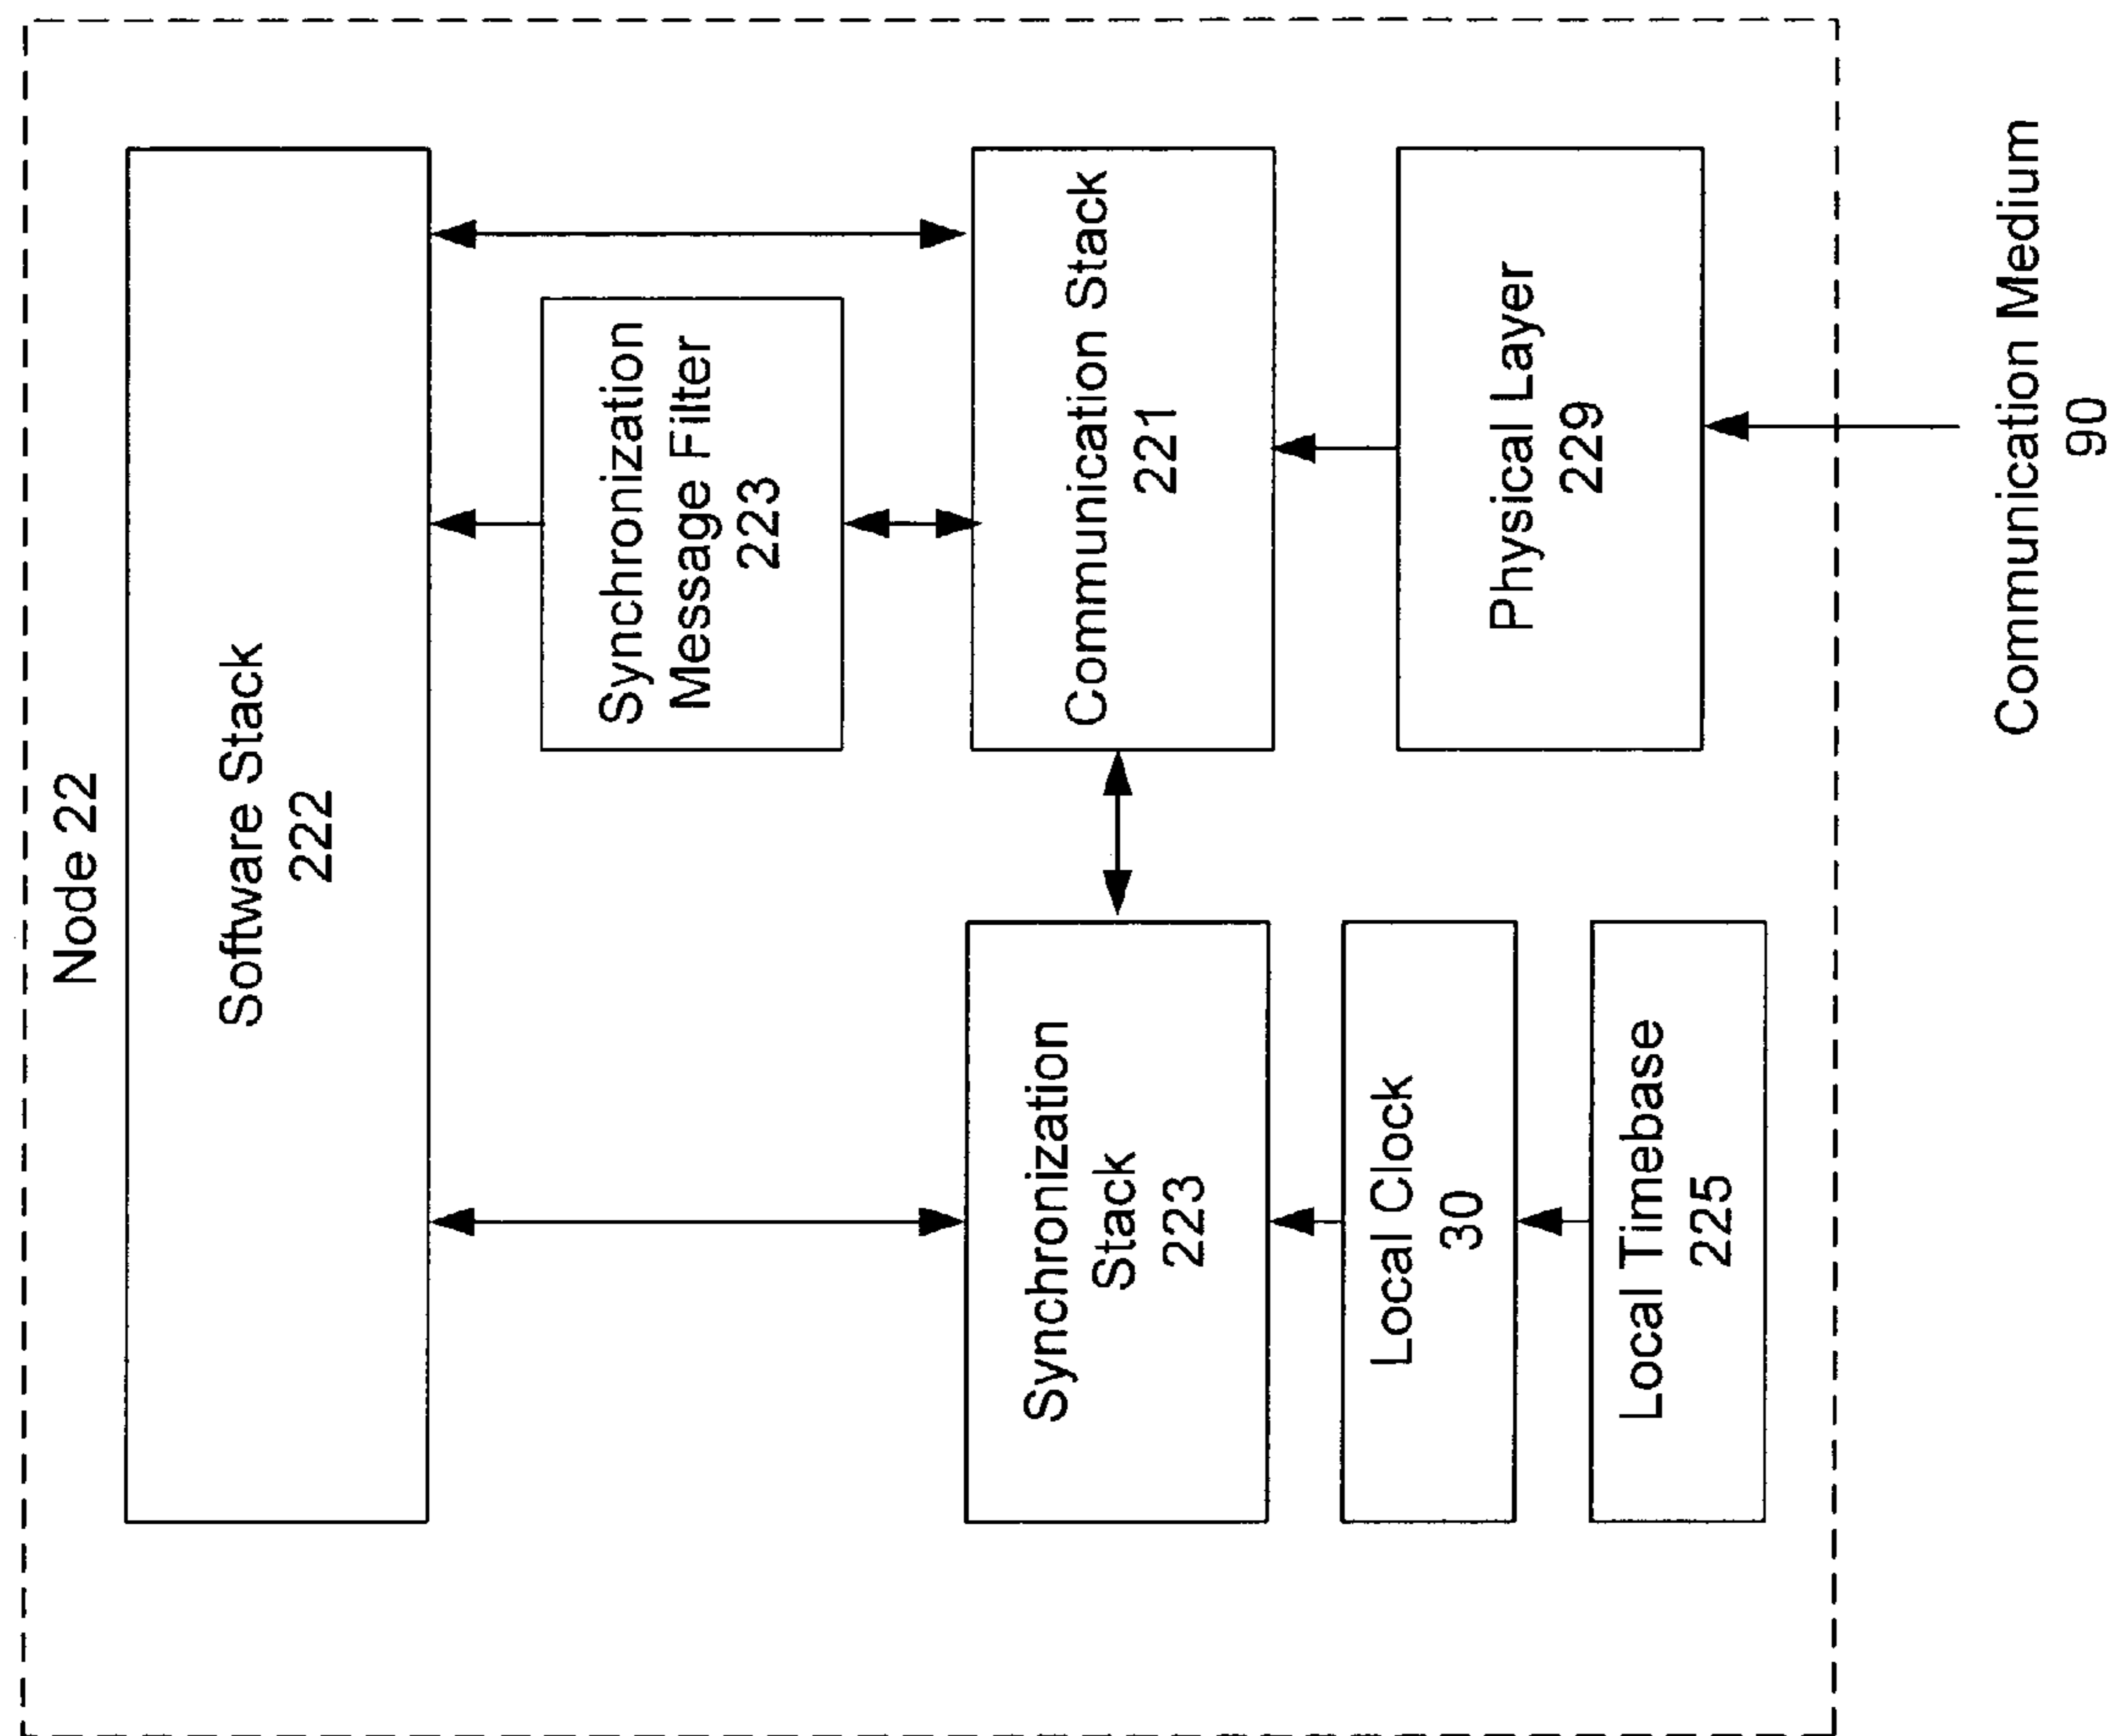 Node 22
Software Stack
222
Synchronization
Message Filter
223
Synchronization
Stack
223
Communication Stack
221
Local Clock
30
Physical Layer
229
Local Timebase
225
Communication Medium
90